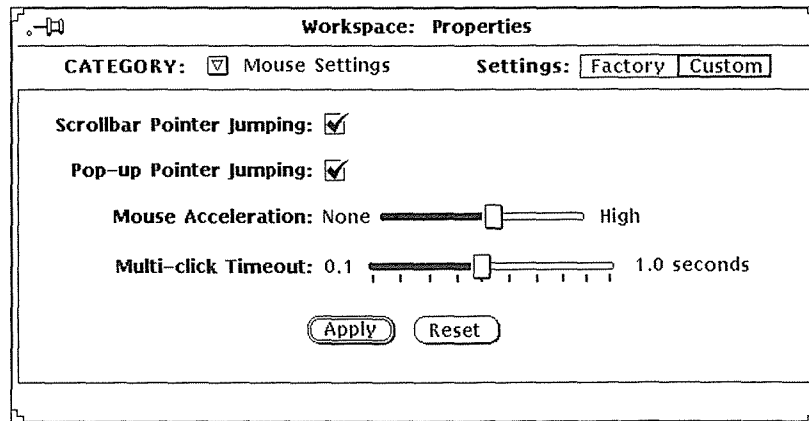 Workspace: Properties
CATEGORY: Mouse Settings Settings: Factory Custom
Scrollbar Pointer Jumping:
Pop-up Pointer Jumping:
Mouse Acceleration: None High
Multi-click Timeout: 0.1 1.0 seconds
Apply Reset